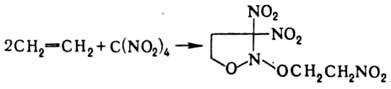 NO₂
2CH₂=CH₂+C(NO₂)₄ → NO₂
O N
OCH₂CH₂NO₂